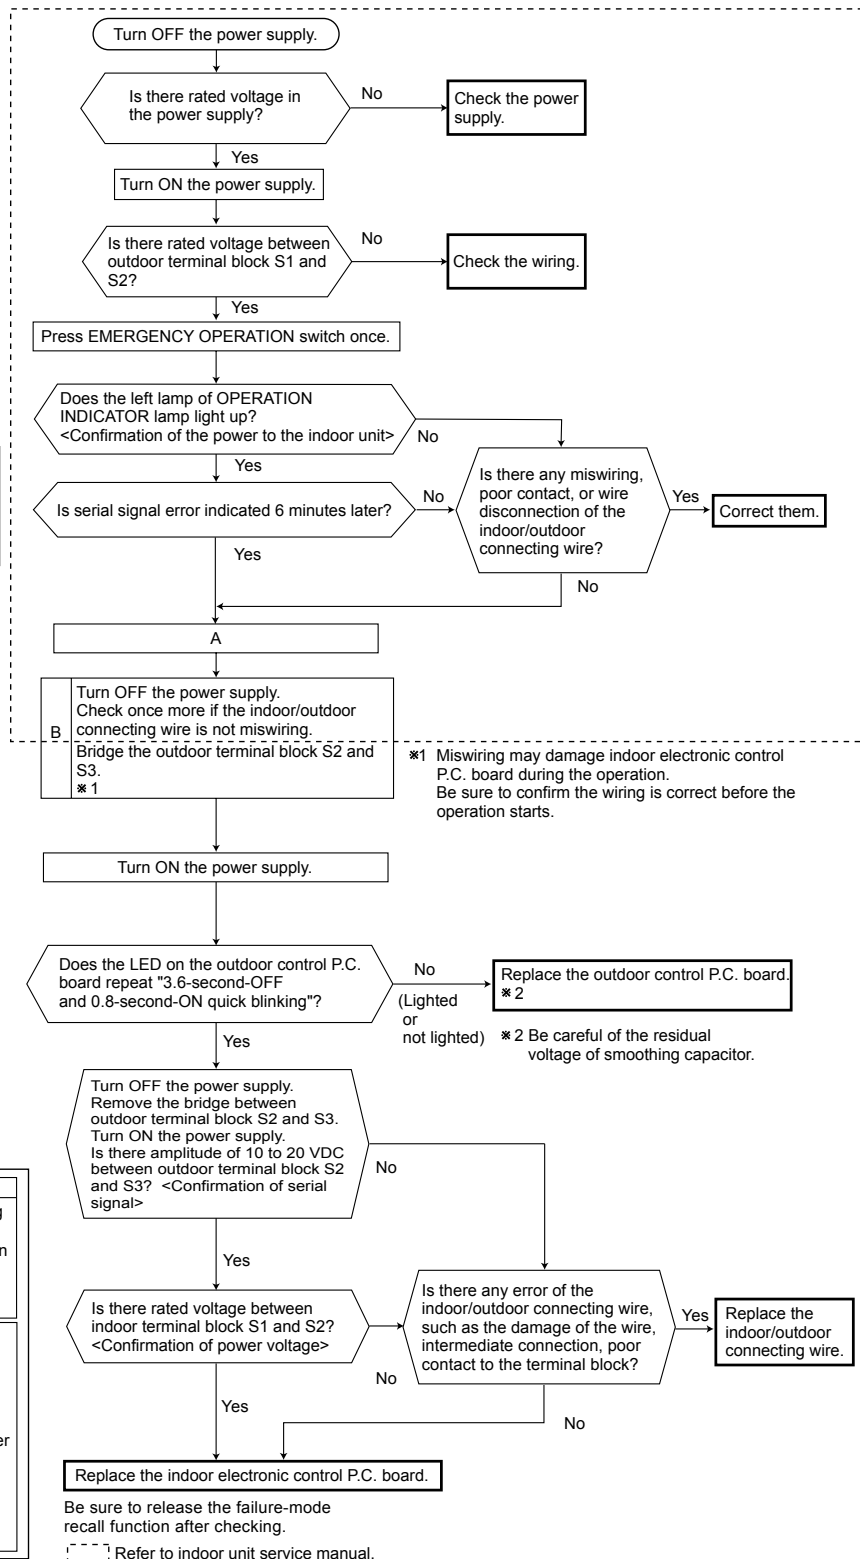 Turn OFF the power supply.
Is there rated voltage in
the power supply?
No
Check the power
supply.
Yes
Turn ON the power supply.
Is there rated voltage between
outdoor terminal block S1 and
S2?
No
Check the wiring.
Yes
Press EMERGENCY OPERATION switch once.
Does the left lamp of OPERATION
INDICATOR lamp light up?
<Confirmation of the power to the indoor unit>
No
Yes
Is serial signal error indicated 6 minutes later?
No
Is there any miswiring,
poor contact, or wire
disconnection of the
indoor/outdoor
connecting wire?
Yes
Correct them.
Yes
No
A
B
Turn OFF the power supply.
Check once more if the indoor/outdoor
connecting wire is not miswiring.
Bridge the outdoor terminal block S2 and
S3.
※1
※1 Miswiring may damage indoor electronic control
P.C. board during the operation.
Be sure to confirm the wiring is correct before the
operation starts.
Turn ON the power supply.
Does the LED on the outdoor control P.C.
board repeat "3.6-second-OFF
and 0.8-second-ON quick blinking"?
No
(Lighted
or
not lighted)
Replace the outdoor control P.C. board.
※2
※2 Be careful of the residual
voltage of smoothing capacitor.
Yes
Turn OFF the power supply.
Remove the bridge between
outdoor terminal block S2 and S3.
Turn ON the power supply.
Is there amplitude of 10 to 20 VDC
between outdoor terminal block S2
and S3? <Confirmation of serial
signal>
No
Yes
Is there rated voltage between
indoor terminal block S1 and S2?
<Confirmation of power voltage>
No
Is there any error of the
indoor/outdoor connecting wire,
such as the damage of the wire,
intermediate connection, poor
contact to the terminal block?
Yes
Replace the
indoor/outdoor
connecting wire.
Yes
No
Replace the indoor electronic control P.C. board.
Be sure to release the failure-mode
recall function after checking.
Refer to indoor unit service manual.